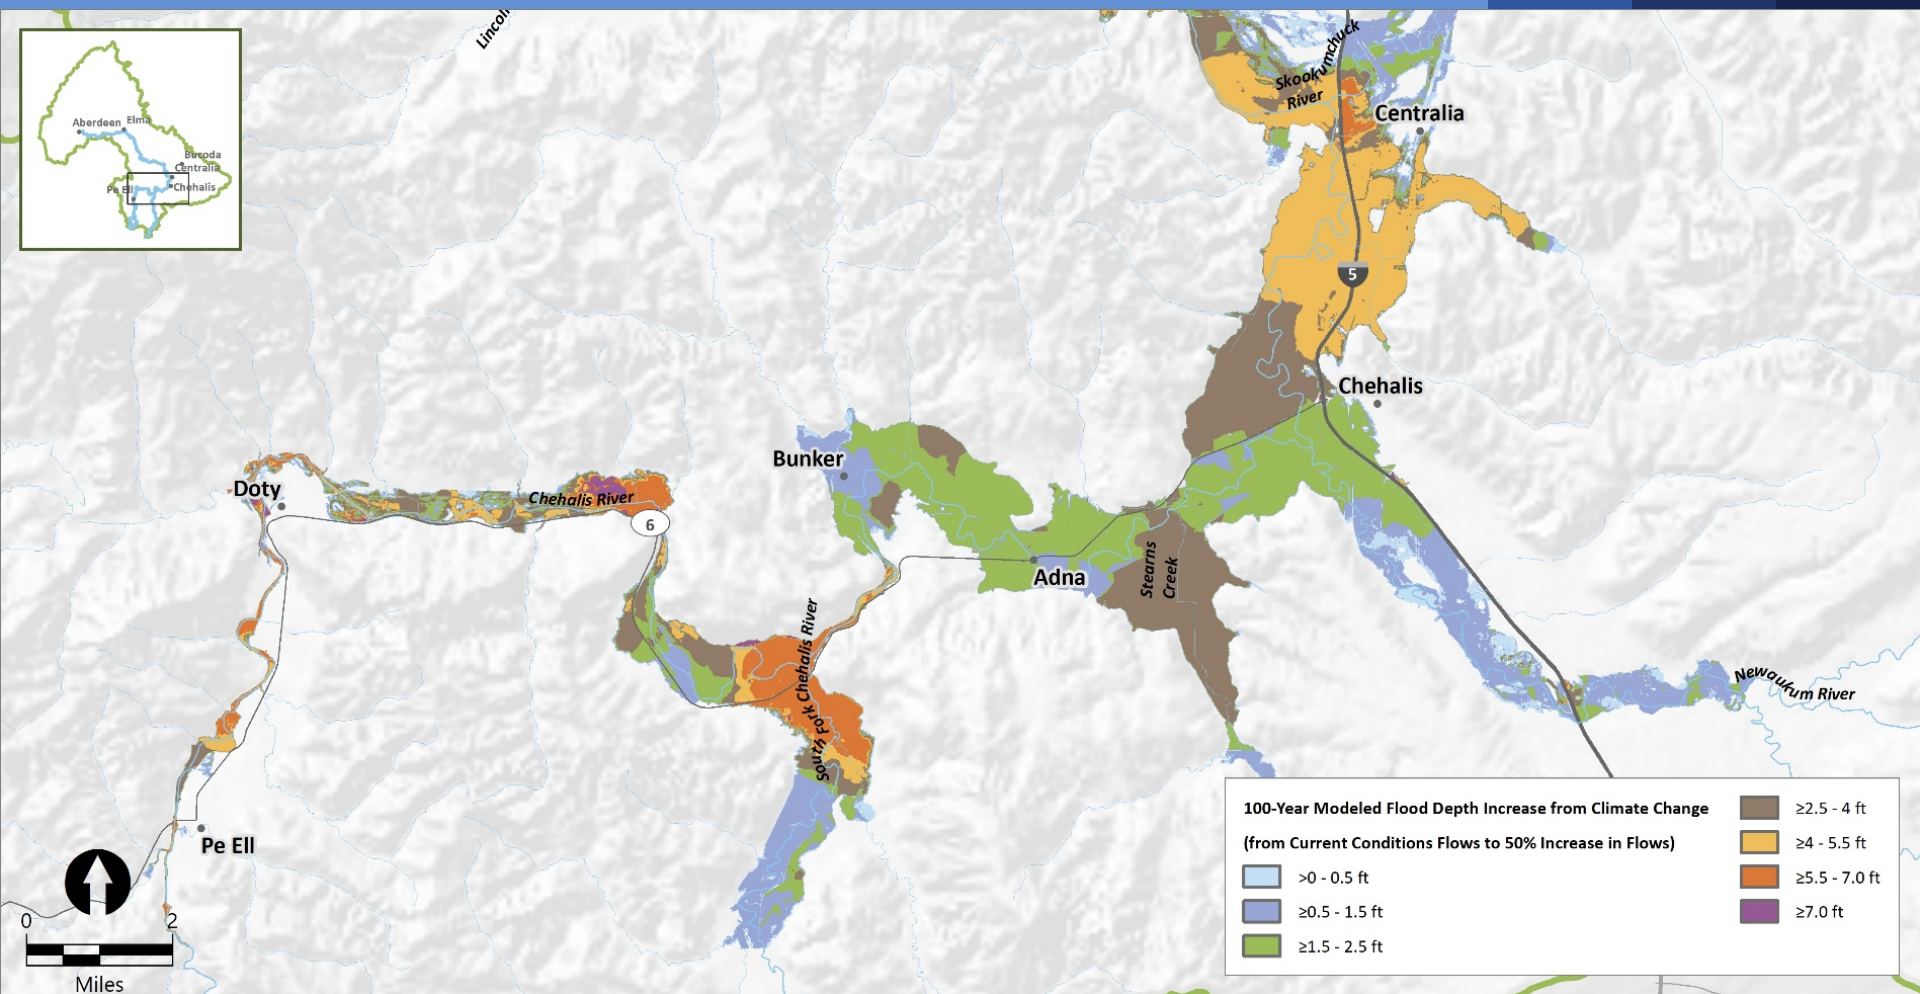 Lincoln
Skookumchuck
River
Centralia
Aberdeen
Elma
Bucoda
Centralia
Pe Ell
Chehalis
5
Chehalis
Bunker
Doty
Chehalis River
6
Adna
Stearns
Creek
South Fork Chehalis River
Newaukum River
Pe Ell
0
2
Miles
100-Year Modeled Flood Depth Increase from Climate Change
(from Current Conditions Flows to 50% Increase in Flows)
>0 - 0.5 ft
≥0.5 - 1.5 ft
≥1.5 - 2.5 ft
≥2.5 - 4 ft
≥4 - 5.5 ft
≥5.5 - 7.0 ft
≥7.0 ft